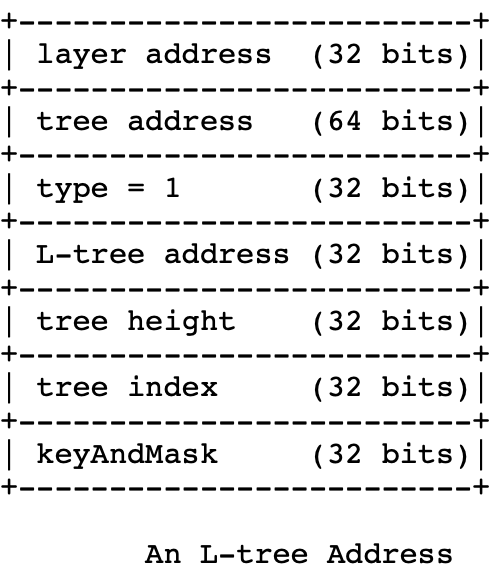 +-------------------------+
| layer address  (32 bits)|
+-------------------------+
| tree address   (64 bits)|
+-------------------------+
| type = 1       (32 bits)|
+-------------------------+
| L-tree address (32 bits)|
+-------------------------+
| tree height    (32 bits)|
+-------------------------+
| tree index     (32 bits)|
+-------------------------+
| keyAndMask     (32 bits)|
+-------------------------+
An L-tree Address